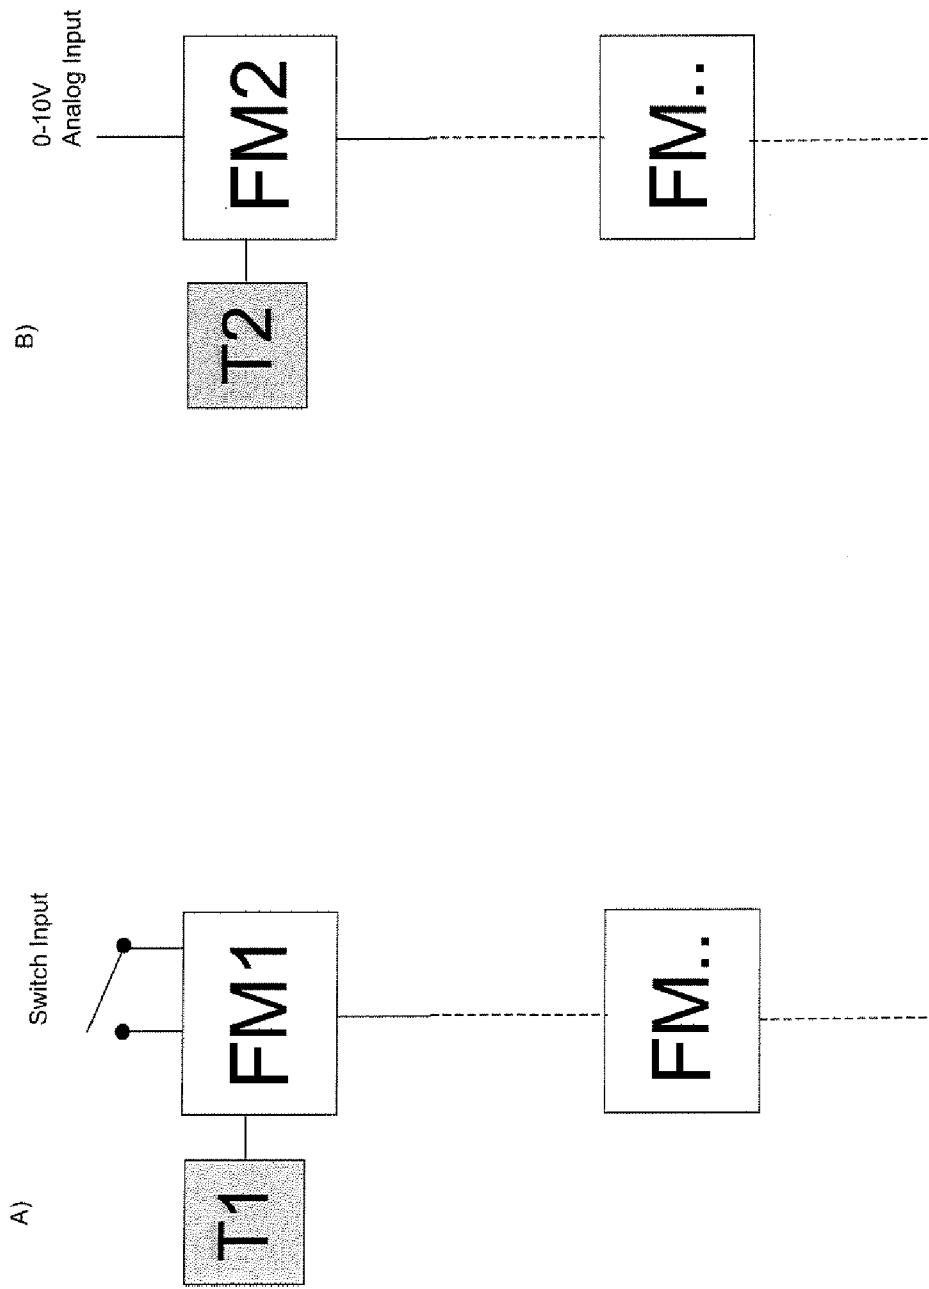 A)
Switch Input
T1
FM1
FM..
B)
0-10V
Analog Input
T2
FM2
FM..